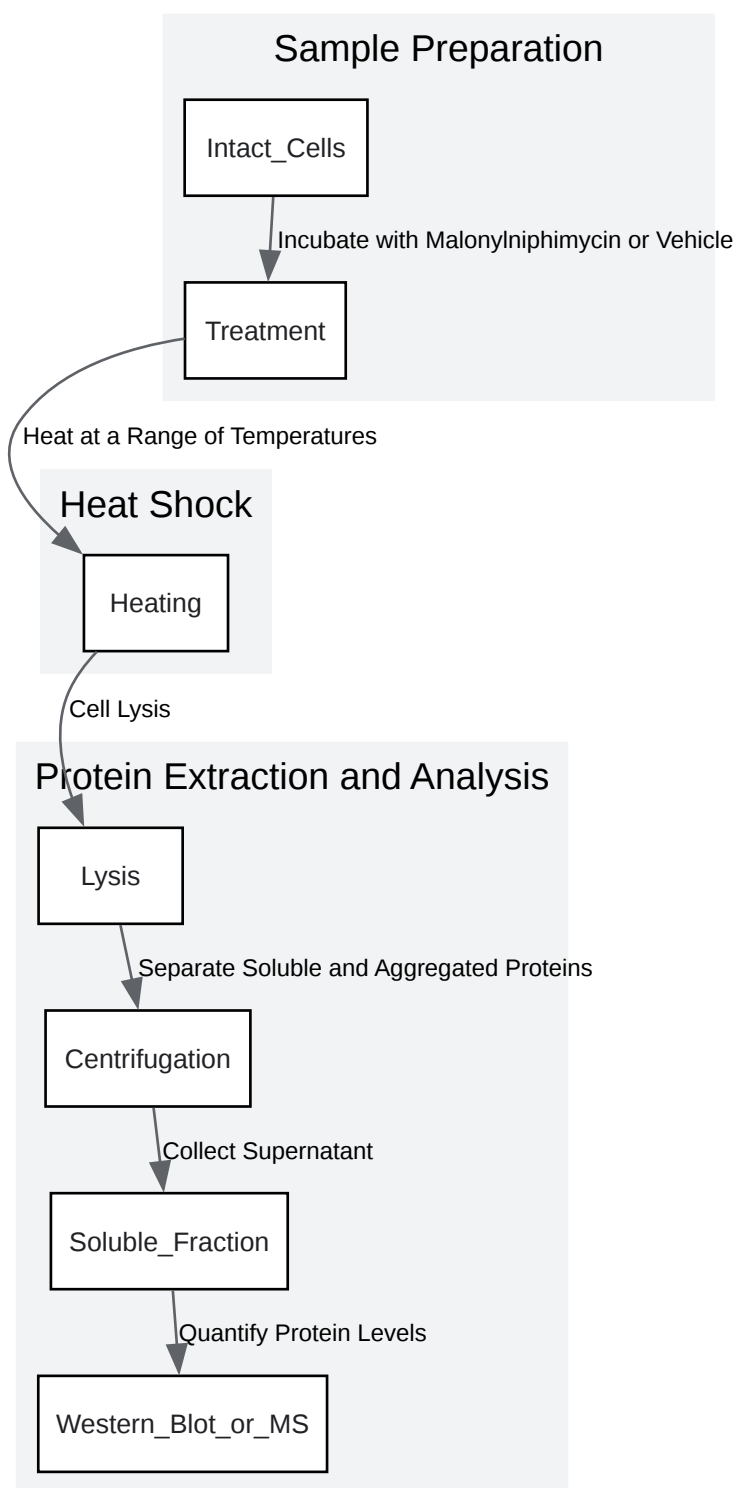 Sample Preparation
Intact_Cells
Incubate with Malonylniphimycin or Vehicle
Treatment
Heat at a Range of Temperatures
Heat Shock
Heating
Cell Lysis
Protein Extraction and Analysis
Lysis
Separate Soluble and Aggregated Proteins
Centrifugation
Collect Supernatant
Soluble_Fraction
Quantify Protein Levels
Western_Blot_or_MS